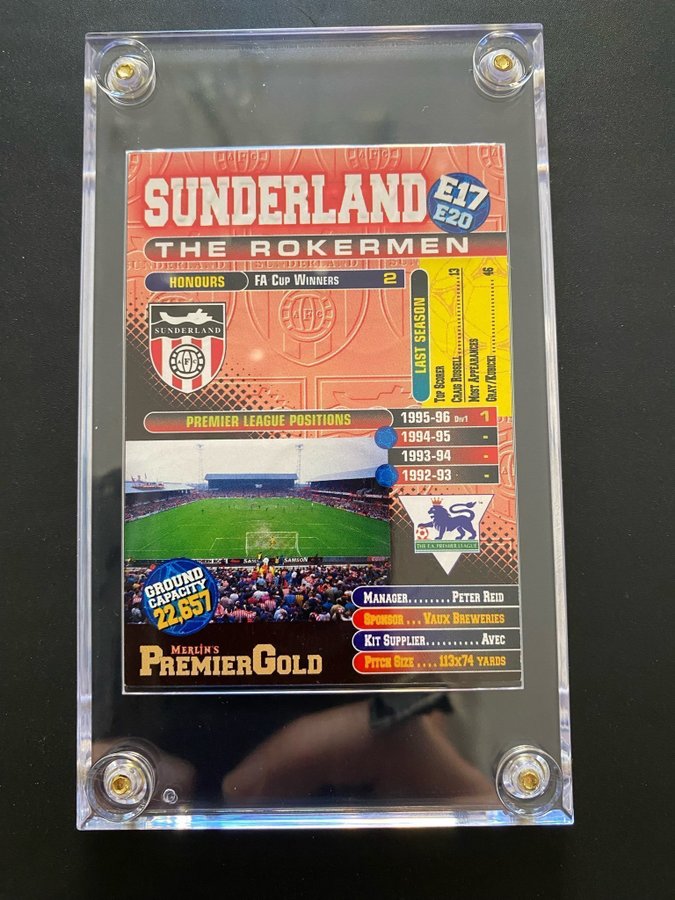 SUNDERLAND
E17
E20
THE ROKERMEN
HONOURS FA CUP WINNERS 2
SUNDERLAND
AFC
LAST SEASON
TOP SCORER
CRAIG RUSSELL 13
MOST APPEARANCES
GRAY/KUBICKI 46
PREMIER LEAGUE POSITIONS
1995-96 DIV1 1
1994-95 -
1993-94 -
1992-93 -
THE F.A. PREMIER LEAGUE
SAMSON
GROUND
CAPACITY
22,657
MANAGER........ PETER REID
SPONSOR ... VAUX BREWERIES
KIT SUPPLIER.......... AVEC
PITCH SIZE .... 113X74 YARDS
MERLIN'S
PREMIERGOLD